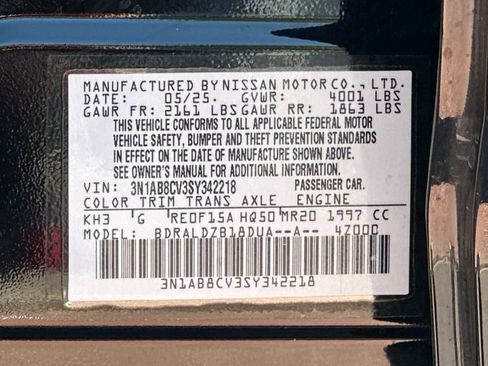 MANUFACTURED BY NISSAN MOTOR CO., LTD.
DATE: 05/25. GVWR: 4001 LBS
GAWR FR: 2161 LBS GAWR RR: 1863 LBS
THIS VEHICLE CONFORMS TO ALL APPLICABLE FEDERAL MOTOR
VEHICLE SAFETY, BUMPER AND THEFT PREVENTION STANDARDS
IN EFFECT ON THE DATE OF MANUFACTURE SHOWN ABOVE.
SEE OWNER'S MANUAL FOR ADDITIONAL INFORMATION.
VIN: 3N1AB8CV3SY342218 PASSENGER CAR.
COLOR TRIM TRANS AXLE ENGINE
KH3 G RE0F15A HQ50 MR20 1997 CC
MODEL: BDRALDZB18DUA--A-- 4Z000
3N1AB8CV3SY342218